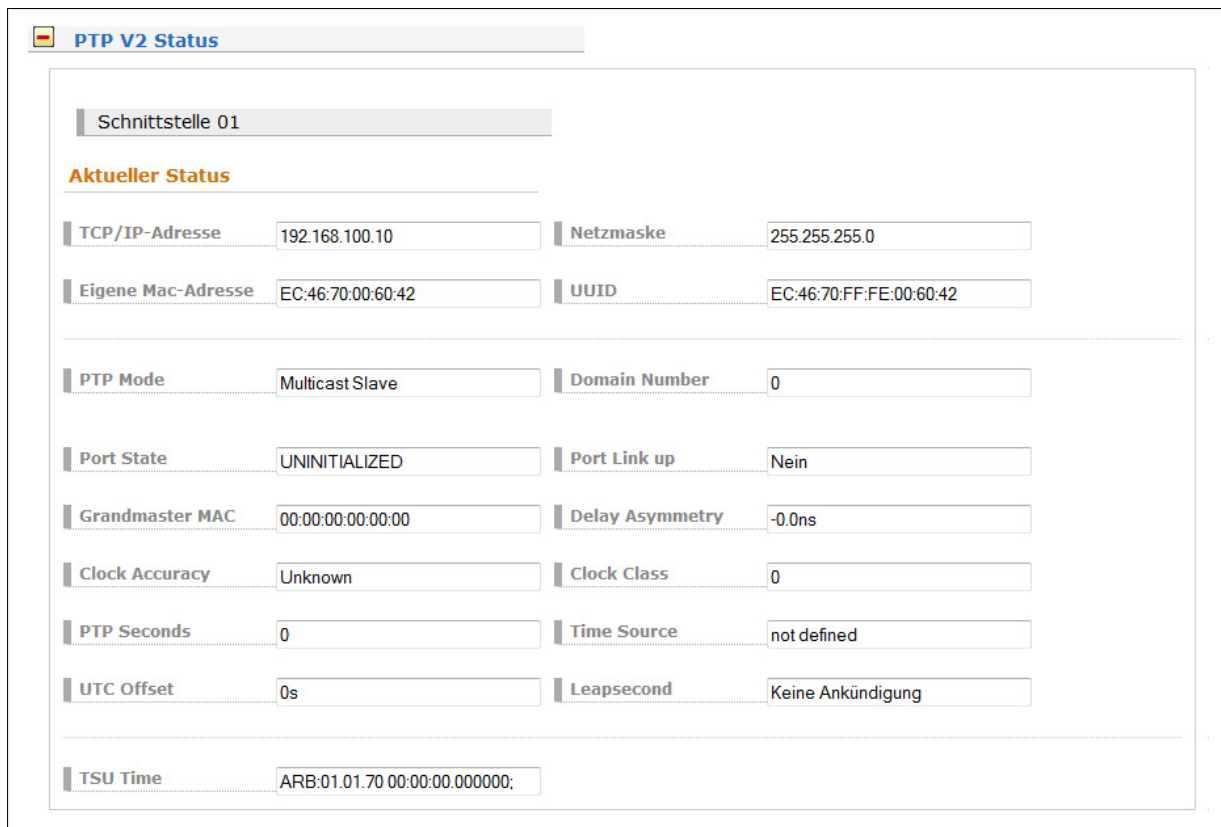 PTP V2 Status
Schnittstelle 01
Aktueller Status
TCP/IP-Adresse 192.168.100.10 Netzmaske 255.255.255.0
Eigene Mac-Adresse EC:46:70:00:60:42 UUID EC:46:70:FF:FE:00:60:42
PTP Mode Multicast Slave Domain Number 0
Port State UNINITIALIZED Port Link up Nein
Grandmaster MAC 00:00:00:00:00:00 Delay Asymmetry -0.0ns
Clock Accuracy Unknown Clock Class 0
PTP Seconds 0 Time Source not defined
UTC Offset 0s Leapsecond Keine Ankündigung
TSU Time ARB:01.01.70 00:00:00.000000;